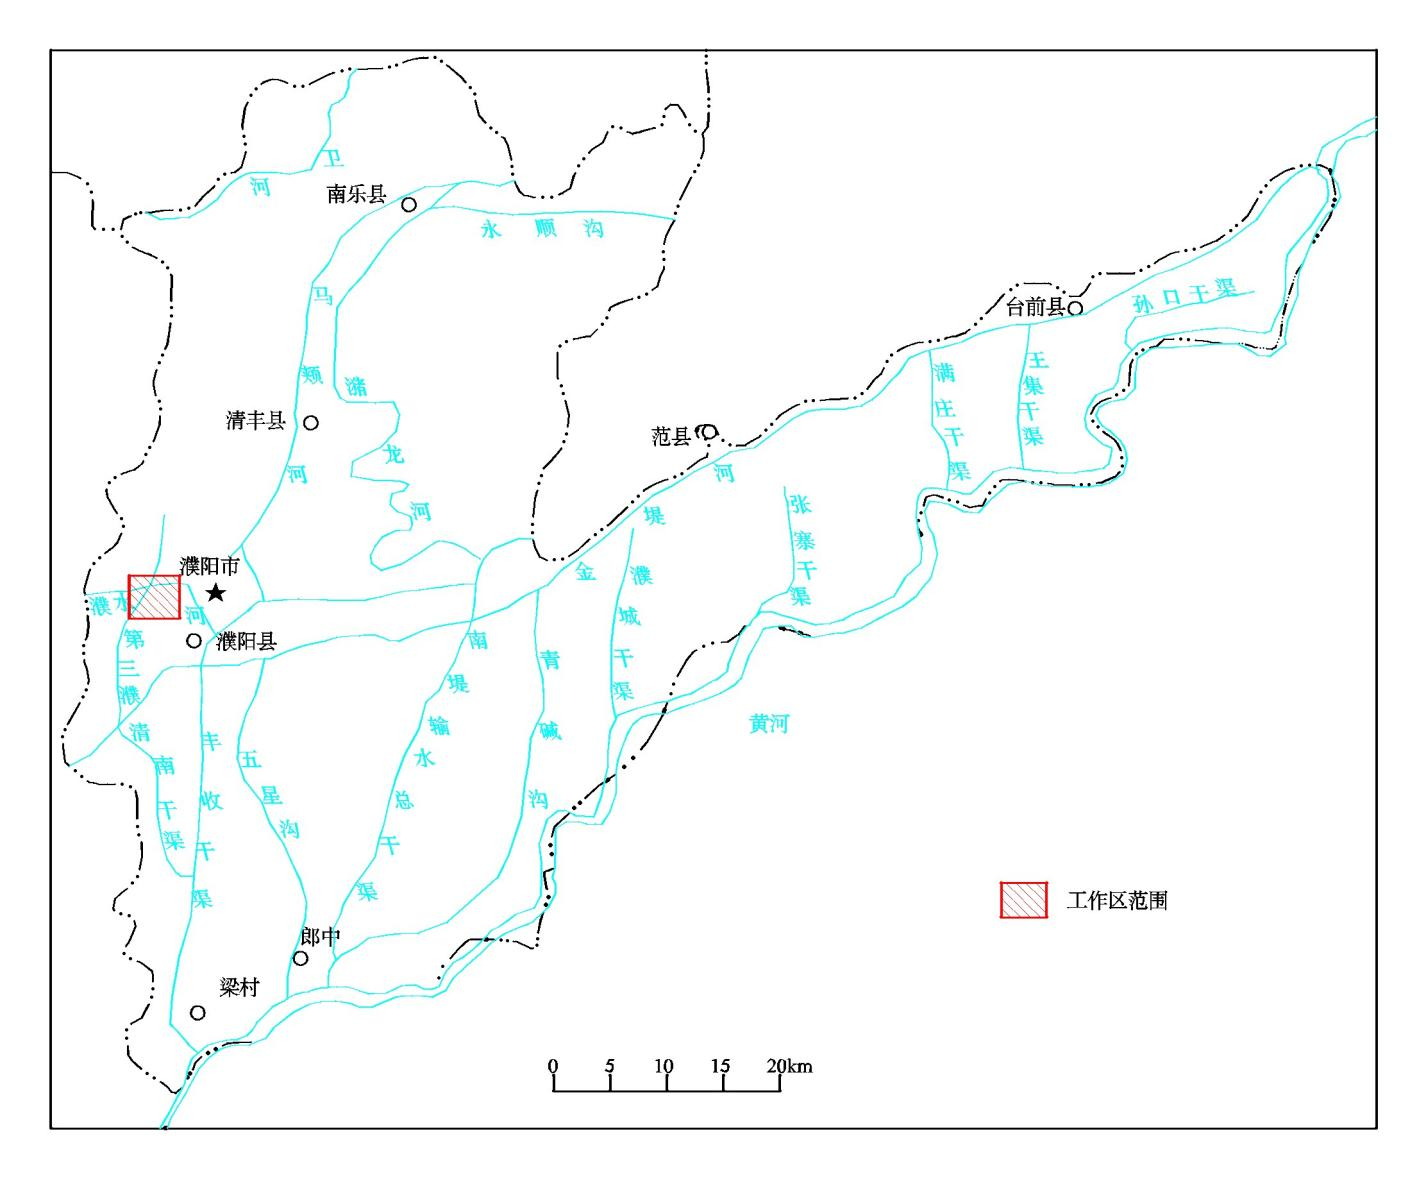 卫河
南乐县
永顺沟
马颊河
潴龙河
清丰县
台前县
孙口干渠
满庄干渠
王集干渠
范县
金堤河
张寨干渠
濮阳市
濮水河
濮阳县
濮城干渠
第三濮清南干渠
丰收干渠
五星沟
南堤输水总干渠
青碱沟
黄河
工作区范围
郎中
梁村
0 5 10 15 20km